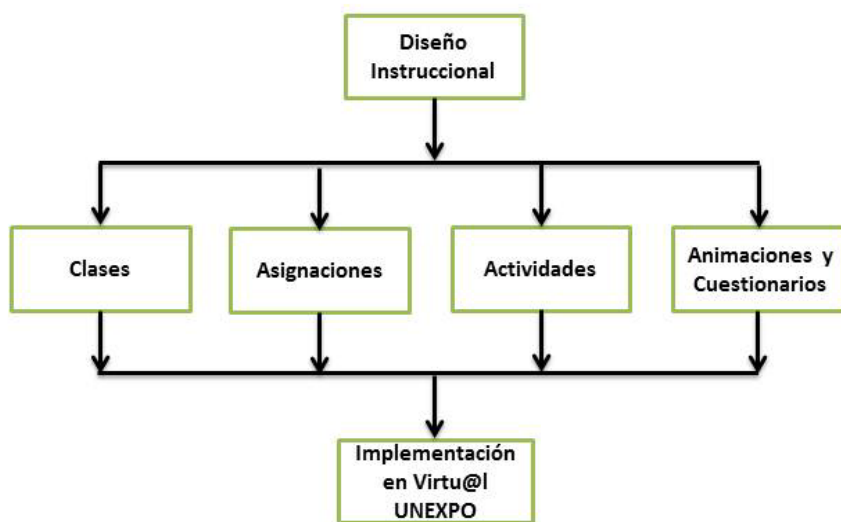 Diseño
Instruccional
Clases
Asignaciones
Actividades
Animaciones y
Cuestionarios
Implementación
en Virtu@l
UNEXPO